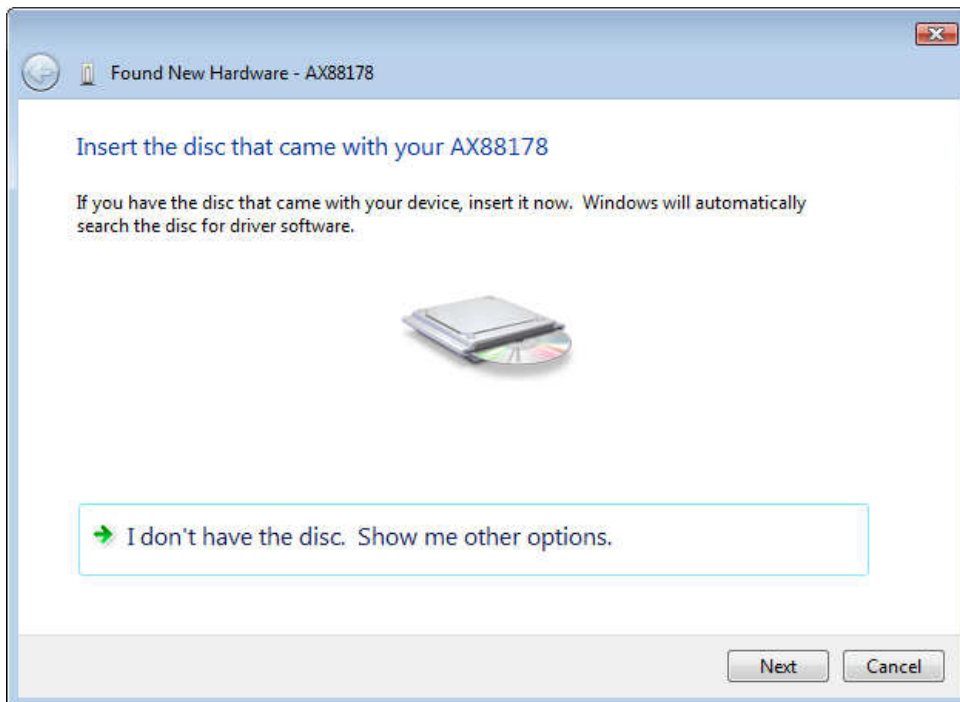 Found New Hardware - AX88178
Insert the disc that came with your AX88178
If you have the disc that came with your device, insert it now.  Windows will automatically
search the disc for driver software.
I don't have the disc.  Show me other options.
Next
Cancel